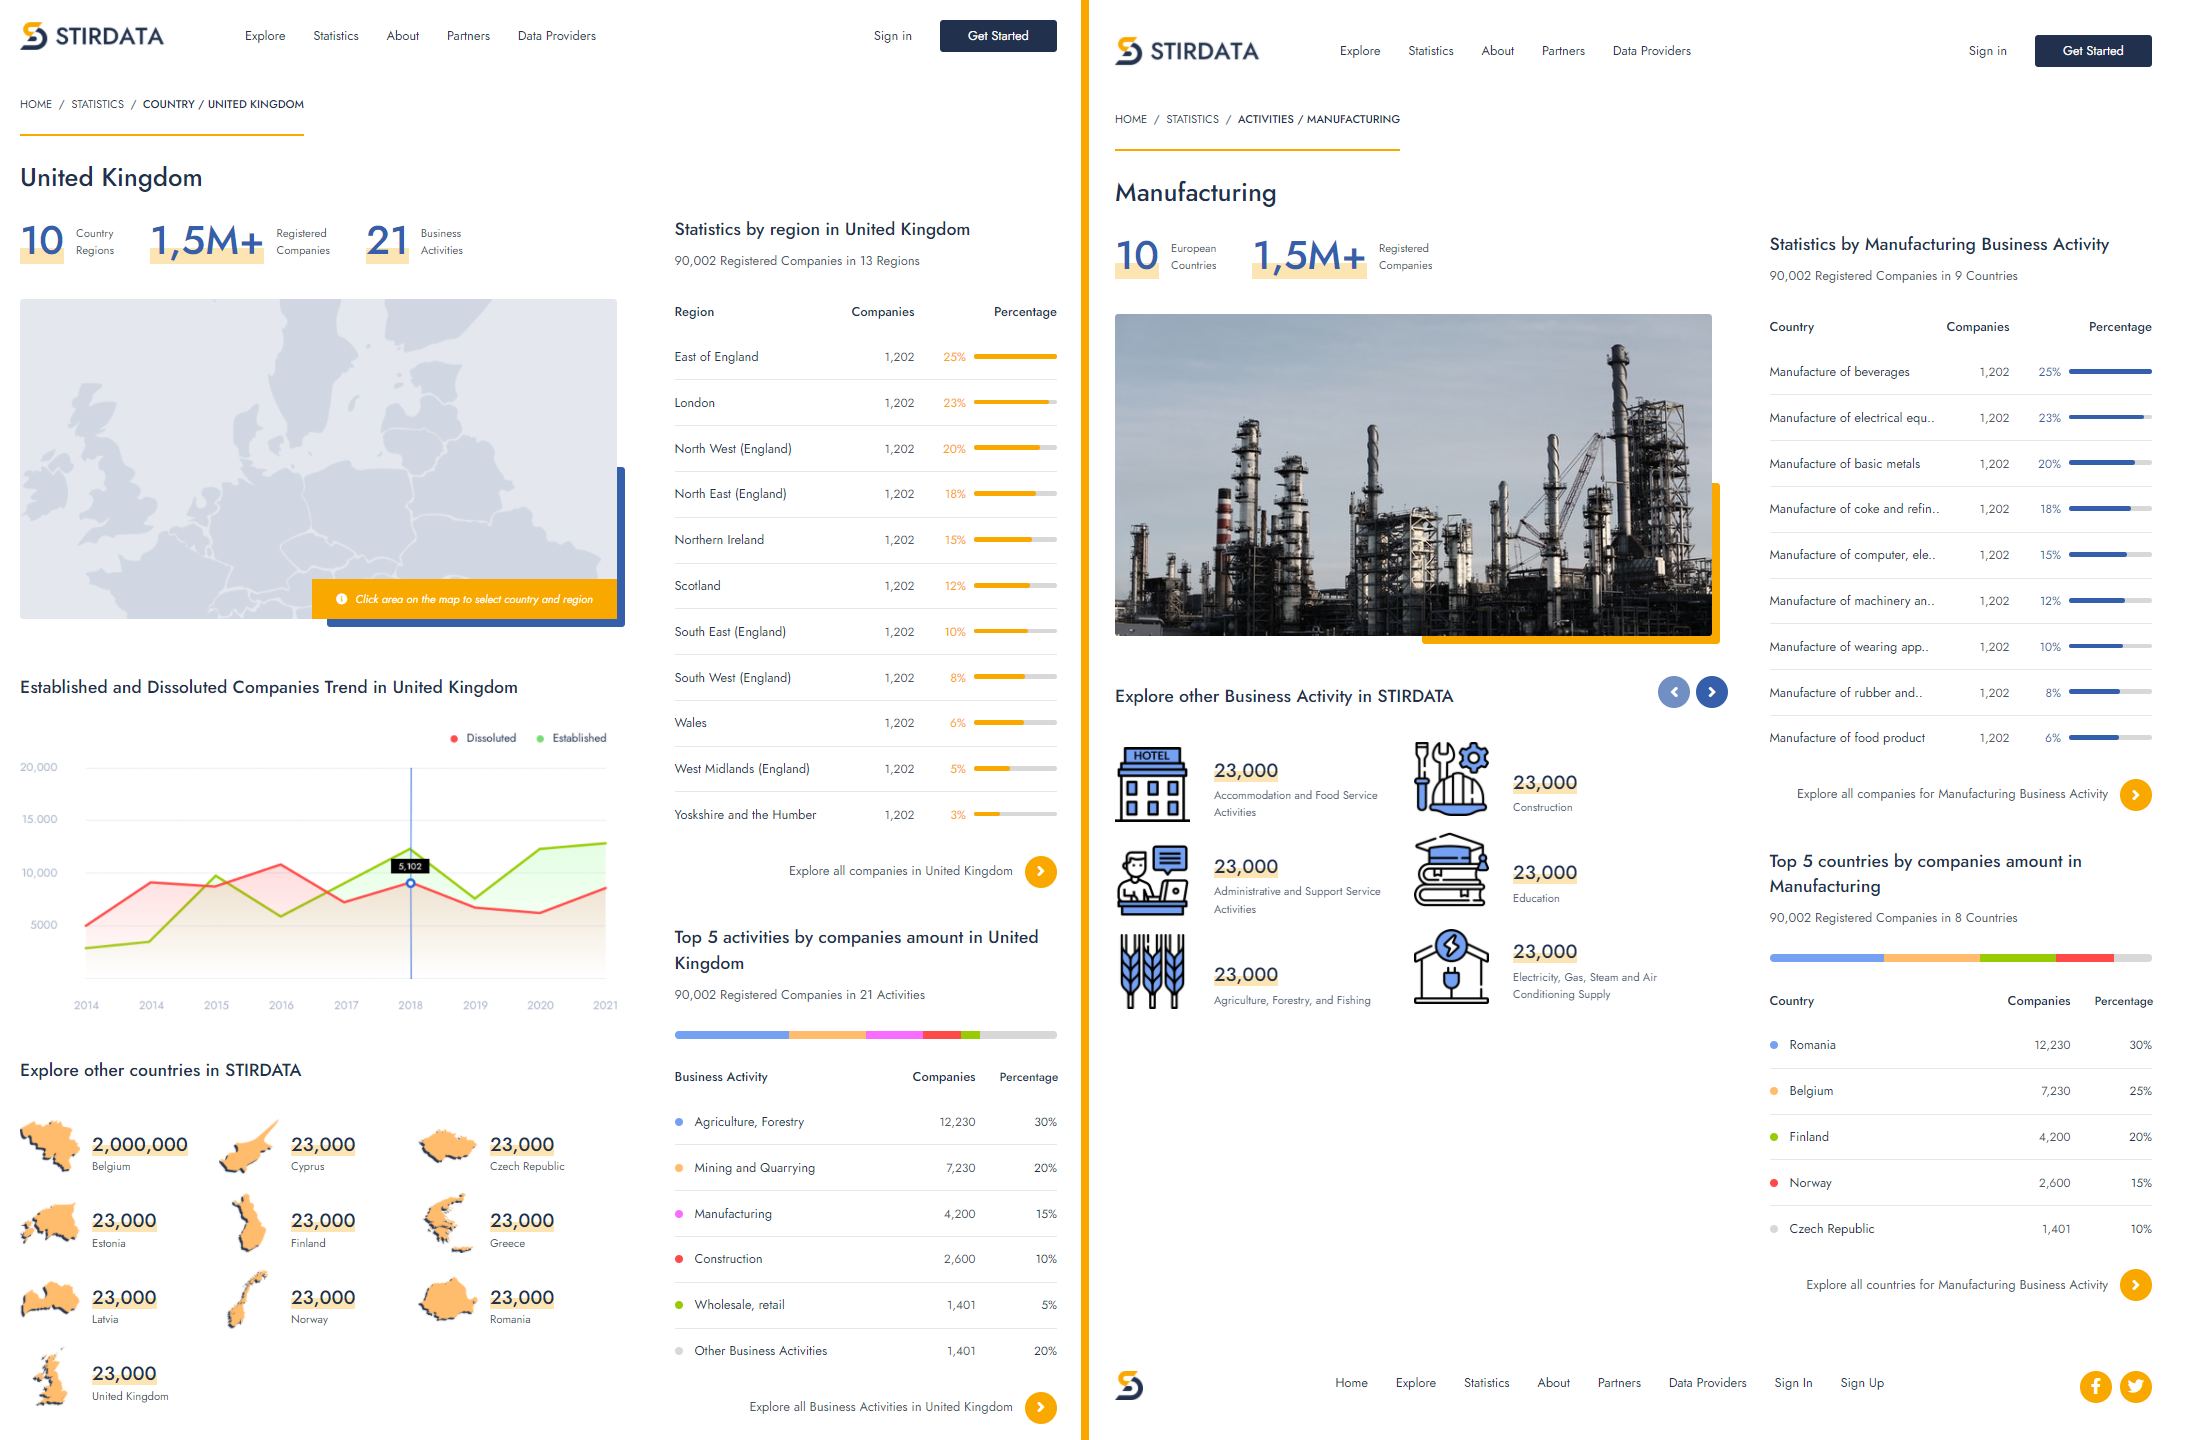 STIRDATA
Explore
Statistics
About
Partners
Data Providers
Sign in
Get Started
HOME / STATISTICS / COUNTRY / UNITED KINGDOM
United Kingdom
10 Country Regions
1,5M+ Registered Companies
21 Business Activities
Click area on the map to select country and region
Established and Dissoluted Companies Trend in United Kingdom
Dissoluted
Established
20,000
15.000
10,000
5000
5,102
2014 2014 2015 2016 2017 2018 2019 2020 2021
Explore other countries in STIRDATA
2,000,000
Belgium
23,000
Cyprus
23,000
Czech Republic
23,000
Estonia
23,000
Finland
23,000
Greece
23,000
Latvia
23,000
Norway
23,000
Romania
23,000
United Kingdom
Statistics by region in United Kingdom
90,002 Registered Companies in 13 Regions
Region Companies Percentage
East of England 1,202 25%
London 1,202 23%
North West (England) 1,202 20%
North East (England) 1,202 18%
Northern Ireland 1,202 15%
Scotland 1,202 12%
South East (England) 1,202 10%
South West (England) 1,202 8%
Wales 1,202 6%
West Midlands (England) 1,202 5%
Yoskshire and the Humber 1,202 3%
Explore all companies in United Kingdom
Top 5 activities by companies amount in United
Kingdom
90,002 Registered Companies in 21 Activities
Business Activity Companies Percentage
Agriculture, Forestry 12,230 30%
Mining and Quarrying 7,230 20%
Manufacturing 4,200 15%
Construction 2,600 10%
Wholesale, retail 1,401 5%
Other Business Activities 1,401 20%
Explore all Business Activities in United Kingdom
STIRDATA
Explore
Statistics
About
Partners
Data Providers
Sign in
Get Started
HOME / STATISTICS / ACTIVITIES / MANUFACTURING
Manufacturing
10 European Countries
1,5M+ Registered Companies
Explore other Business Activity in STIRDATA
HOTEL
23,000
Accommodation and Food Service
Activities
23,000
Construction
23,000
Administrative and Support Service
Activities
23,000
Education
23,000
Agriculture, Forestry, and Fishing
23,000
Electricity, Gas, Steam and Air
Conditioning Supply
Statistics by Manufacturing Business Activity
90,002 Registered Companies in 9 Countries
Country Companies Percentage
Manufacture of beverages 1,202 25%
Manufacture of electrical equ.. 1,202 23%
Manufacture of basic metals 1,202 20%
Manufacture of coke and refin.. 1,202 18%
Manufacture of computer, ele.. 1,202 15%
Manufacture of machinery an.. 1,202 12%
Manufacture of wearing app.. 1,202 10%
Manufacture of rubber and.. 1,202 8%
Manufacture of food product 1,202 6%
Explore all companies for Manufacturing Business Activity
Top 5 countries by companies amount in
Manufacturing
90,002 Registered Companies in 8 Countries
Country Companies Percentage
Romania 12,230 30%
Belgium 7,230 25%
Finland 4,200 20%
Norway 2,600 15%
Czech Republic 1,401 10%
Explore all countries for Manufacturing Business Activity
Home
Explore
Statistics
About
Partners
Data Providers
Sign In
Sign Up